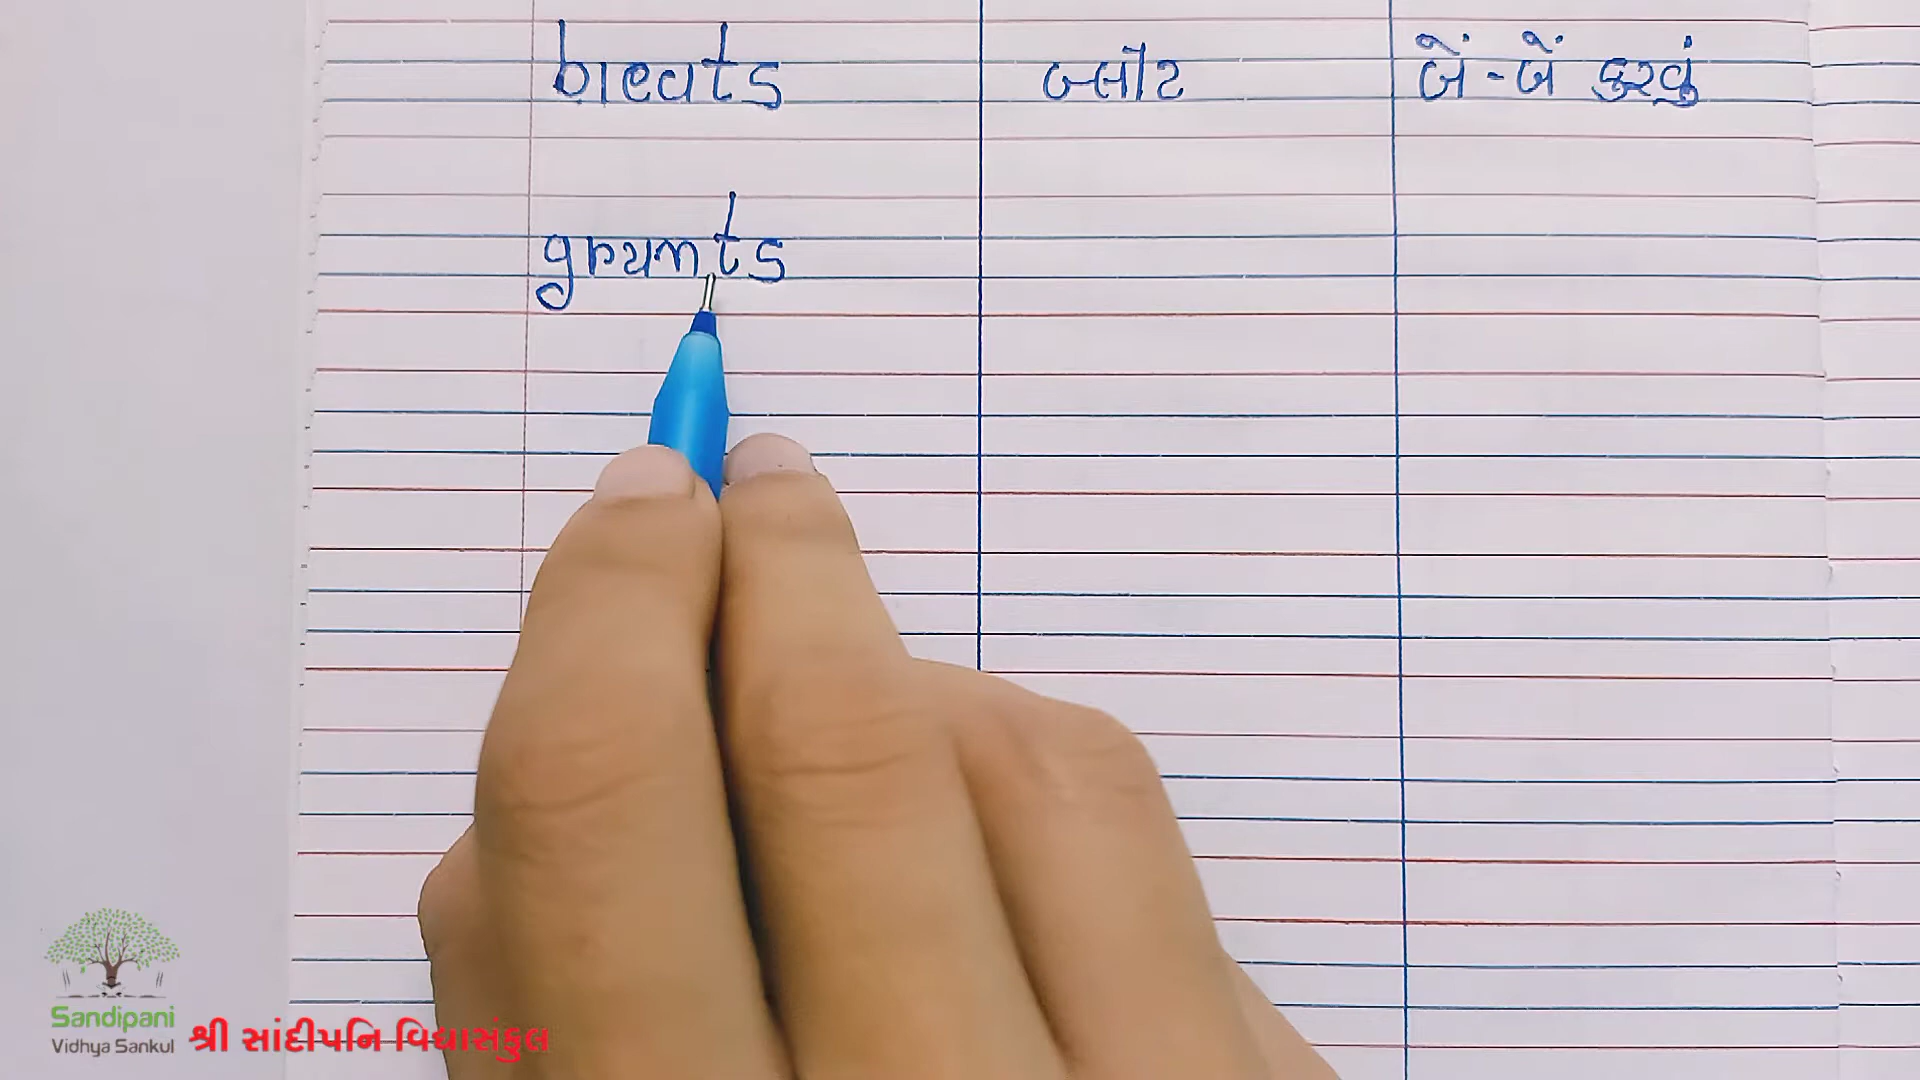 bleats બ્લીટ બેં-બેં કરવું
grunts
Sandipani
Vidhya Sankul
શ્રી સાંદીપનિ વિદ્યાસંકુલ